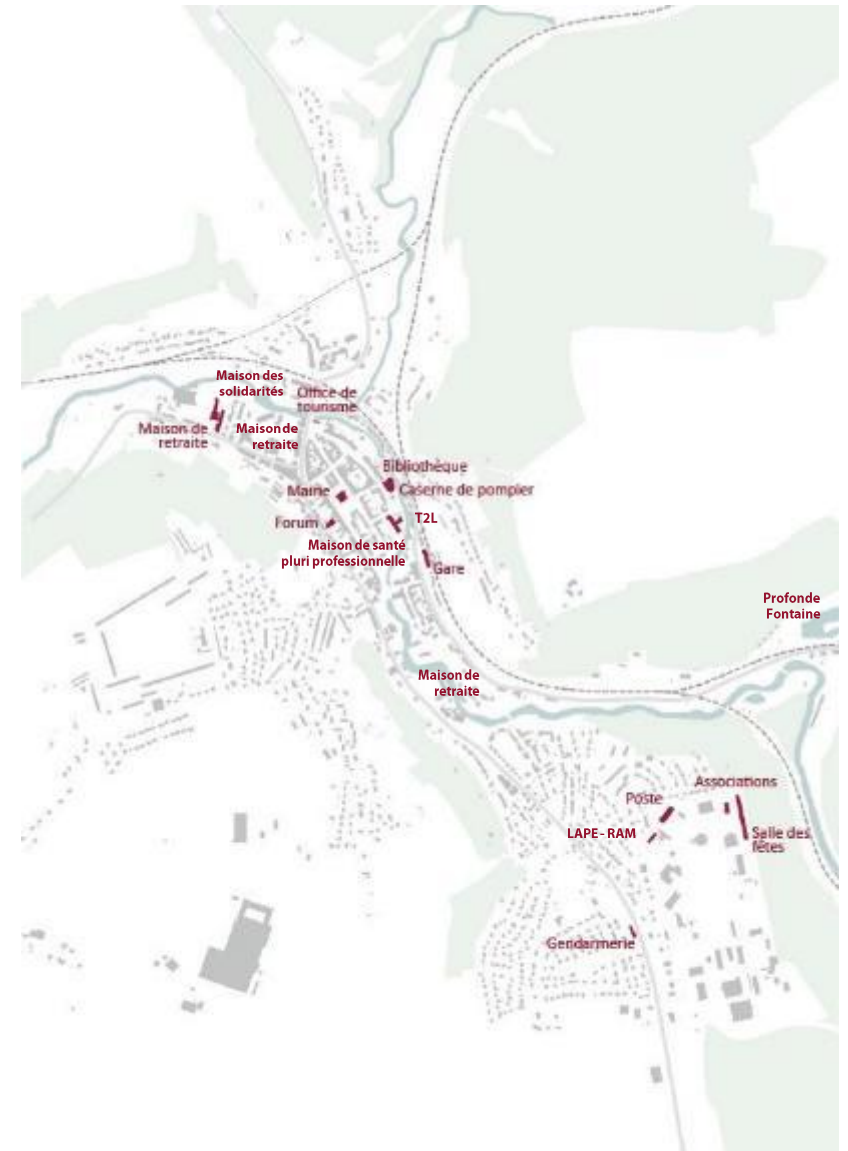 Maison des
solidarités
Office de
tourisme
Maison de
retraite
Maison de
retraite
Bibliothèque
Mairie
Caserne de pompier
Forum
T2L
Maison de santé
pluri professionnelle
Gare
Profonde
Fontaine
Maison de
retraite
Associations
Poste
LAPE - RAM
Salle des
fêtes
Gendarmerie